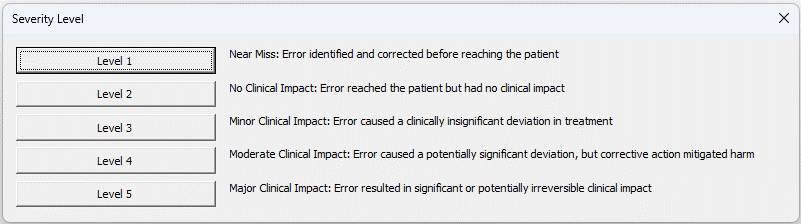 Severity Level
Level 1 Near Miss: Error identified and corrected before reaching the patient
Level 2 No Clinical Impact: Error reached the patient but had no clinical impact
Level 3 Minor Clinical Impact: Error caused a clinically insignificant deviation in treatment
Level 4 Moderate Clinical Impact: Error caused a potentially significant deviation, but corrective action mitigated harm
Level 5 Major Clinical Impact: Error resulted in significant or potentially irreversible clinical impact